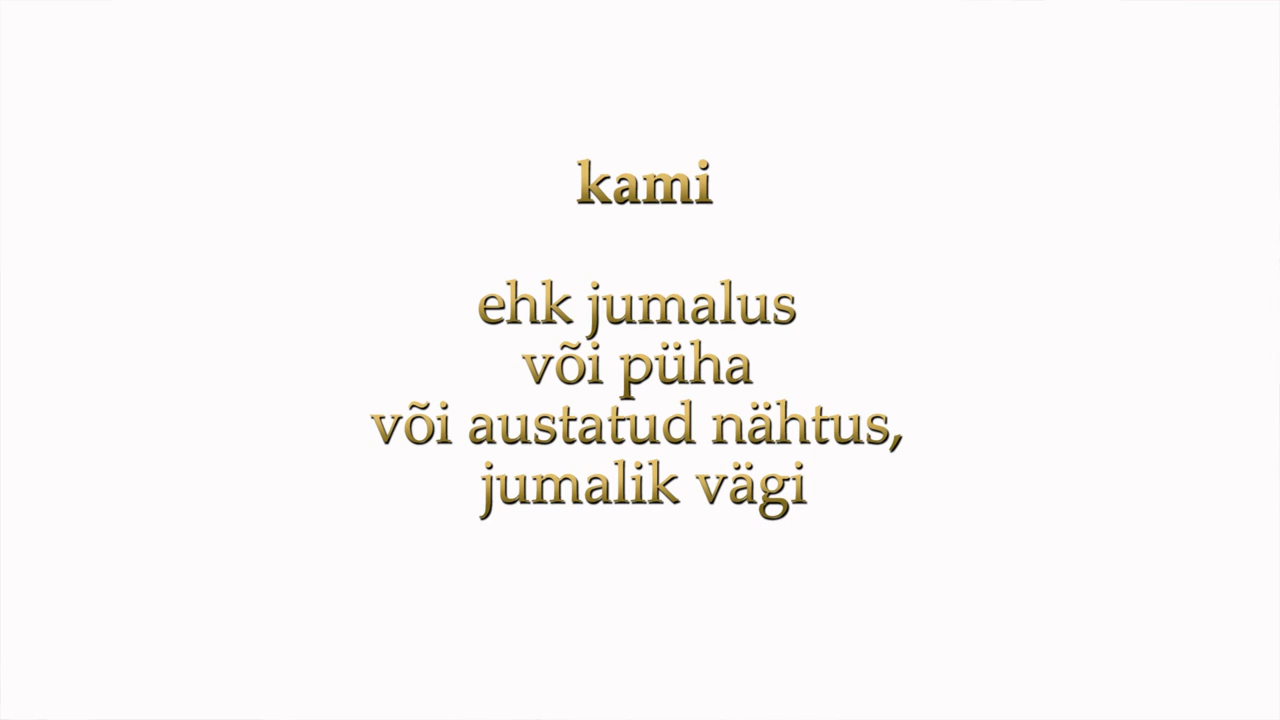 kami
ehk jumalus
või püha
või austatud nähtus,
jumalik vägi